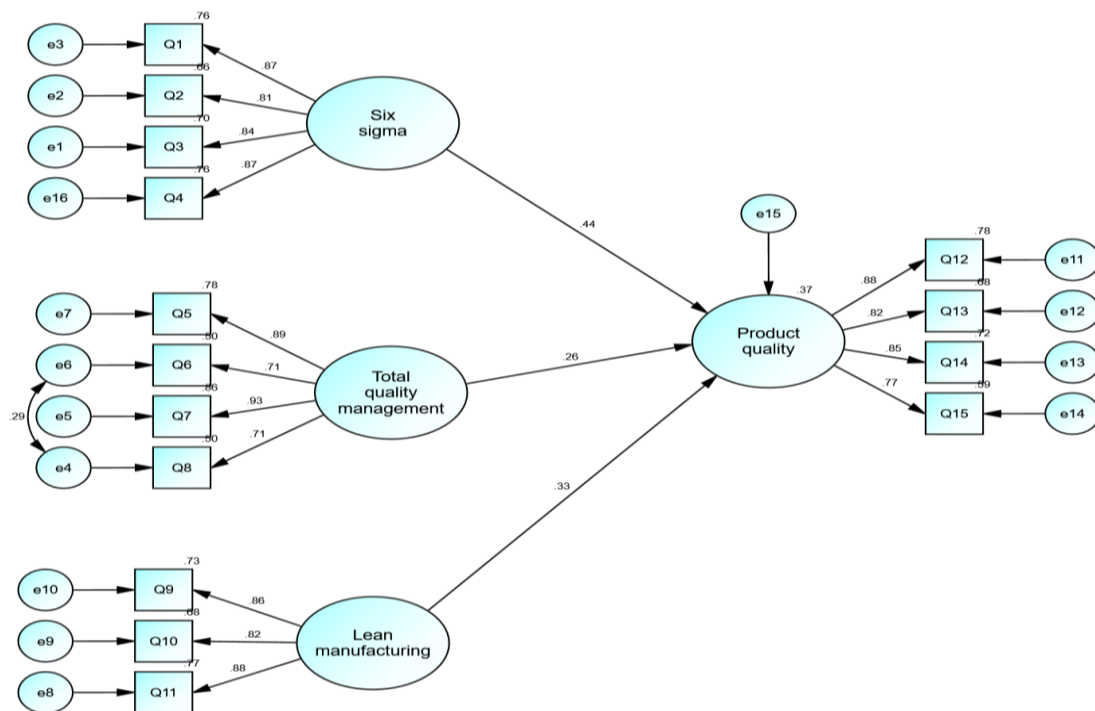 .76
e3
Q1
.87
.66
e2
Q2
.81
.70
e1
Q3
.84
.76
e16
Q4
.87
Six
sigma
.44
e15
.78
e7
Q5
.89
.50
e6
Q6
.71
.86
e5
Q7
.93
.50
e4
Q8
.71
.29
Total
quality
management
.26
.37
Product
quality
.78
.88
Q12
e11
.68
.82
Q13
e12
.72
.85
Q14
e13
.59
.77
Q15
e14
.33
.73
e10
Q9
.86
.68
e9
Q10
.82
.77
e8
Q11
.88
Lean
manufacturing